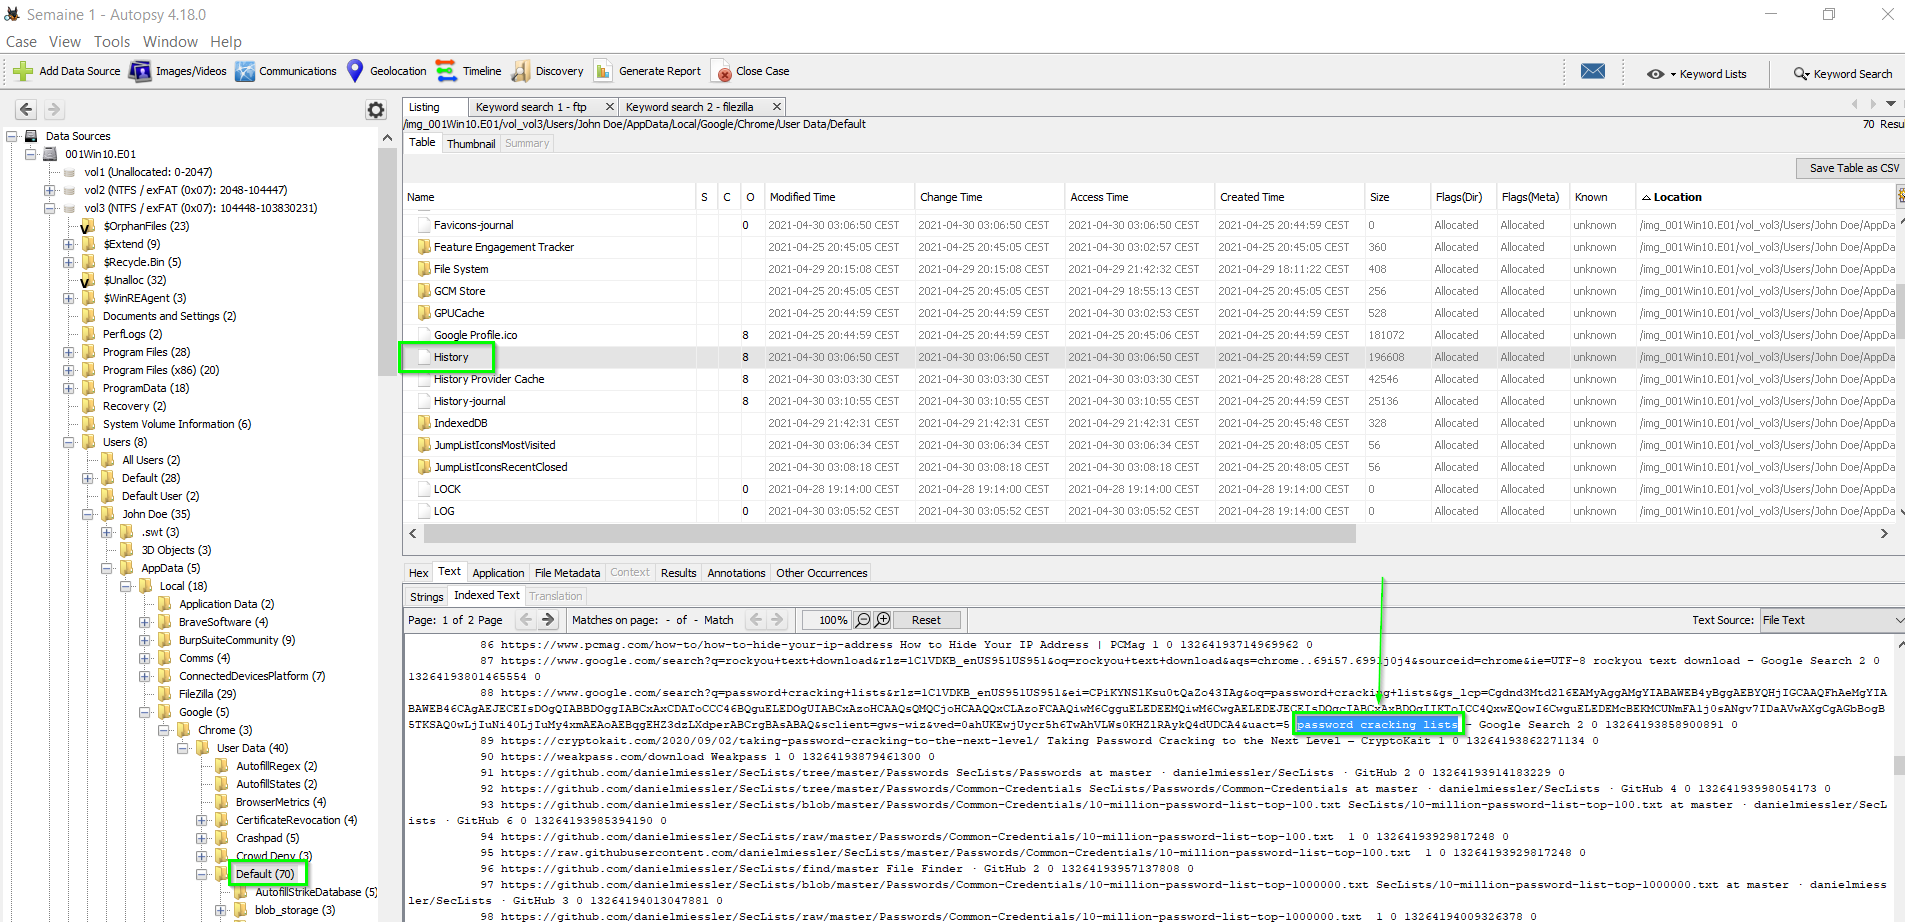 Semaine 1 - Autopsy 4.18.0
Case View Tools Window Help
Add Data Source Images/Videos Communications Geolocation Timeline Discovery Generate Report Close Case Keyword Lists Keyword Search
Data Sources
001Win10.E01
vol1 (Unallocated: 0-2047)
vol2 (NTFS / exFAT (0x07): 2048-104447)
vol3 (NTFS / exFAT (0x07): 104448-103830231)
$OrphanFiles (23)
$Extend (9)
$Recycle.Bin (5)
$Unalloc (32)
$WinREAgent (3)
Documents and Settings (2)
PerfLogs (2)
Program Files (28)
Program Files (x86) (20)
ProgramData (18)
Recovery (2)
System Volume Information (6)
Users (8)
All Users (2)
Default (28)
Default User (2)
John Doe (35)
.swt (3)
3D Objects (3)
AppData (5)
Local (18)
Application Data (2)
BraveSoftware (4)
BurpSuiteCommunity (9)
Comms (4)
ConnectedDevicesPlatform (7)
FileZilla (29)
Google (5)
Chrome (3)
User Data (40)
AutofillRegex (2)
AutofillStates (2)
BrowserMetrics (4)
CertificateRevocation (4)
Crashpad (5)
Crowd Deny (3)
Default (70)
AutofillStrikeDatabase (5)
blob_storage (3)
Listing Keyword search 1 - ftp Keyword search 2 - filezilla
/img_001Win10.E01/vol_vol3/Users/John Doe/AppData/Local/Google/Chrome/User Data/Default 70 Resu
Table Thumbnail Summary
Save Table as CSV
Name S C O Modified Time Change Time Access Time Created Time Size Flags(Dir) Flags(Meta) Known Location
Favicons-journal 0 2021-04-30 03:06:50 CEST 2021-04-30 03:06:50 CEST 2021-04-30 03:06:50 CEST 2021-04-25 20:44:59 CEST 0 Allocated Allocated unknown /img_001Win10.E01/vol_vol3/Users/John Doe/AppDa
Feature Engagement Tracker 2021-04-25 20:45:05 CEST 2021-04-25 20:45:05 CEST 2021-04-30 03:02:57 CEST 2021-04-25 20:45:05 CEST 360 Allocated Allocated unknown /img_001Win10.E01/vol_vol3/Users/John Doe/AppDa
File System 2021-04-29 20:15:08 CEST 2021-04-29 20:15:08 CEST 2021-04-29 21:42:32 CEST 2021-04-29 18:11:22 CEST 408 Allocated Allocated unknown /img_001Win10.E01/vol_vol3/Users/John Doe/AppDa
GCM Store 2021-04-25 20:45:05 CEST 2021-04-25 20:45:05 CEST 2021-04-29 18:55:13 CEST 2021-04-25 20:45:05 CEST 256 Allocated Allocated unknown /img_001Win10.E01/vol_vol3/Users/John Doe/AppDa
GPUCache 2021-04-25 20:44:59 CEST 2021-04-25 20:44:59 CEST 2021-04-30 03:02:53 CEST 2021-04-25 20:44:59 CEST 528 Allocated Allocated unknown /img_001Win10.E01/vol_vol3/Users/John Doe/AppDa
Google Profile.ico 8 2021-04-25 20:44:59 CEST 2021-04-25 20:44:59 CEST 2021-04-25 20:45:06 CEST 2021-04-25 20:44:59 CEST 181072 Allocated Allocated unknown /img_001Win10.E01/vol_vol3/Users/John Doe/AppDa
History 8 2021-04-30 03:06:50 CEST 2021-04-30 03:06:50 CEST 2021-04-30 03:06:50 CEST 2021-04-25 20:44:59 CEST 196608 Allocated Allocated unknown /img_001Win10.E01/vol_vol3/Users/John Doe/AppDa
History Provider Cache 8 2021-04-30 03:03:30 CEST 2021-04-30 03:03:30 CEST 2021-04-30 03:03:30 CEST 2021-04-25 20:48:28 CEST 42546 Allocated Allocated unknown /img_001Win10.E01/vol_vol3/Users/John Doe/AppDa
History-journal 8 2021-04-30 03:10:55 CEST 2021-04-30 03:10:55 CEST 2021-04-30 03:10:55 CEST 2021-04-25 20:44:59 CEST 25136 Allocated Allocated unknown /img_001Win10.E01/vol_vol3/Users/John Doe/AppDa
IndexedDB 2021-04-29 21:42:31 CEST 2021-04-29 21:42:31 CEST 2021-04-29 21:42:31 CEST 2021-04-25 20:45:48 CEST 328 Allocated Allocated unknown /img_001Win10.E01/vol_vol3/Users/John Doe/AppDa
JumpListIconsMostVisited 2021-04-30 03:06:34 CEST 2021-04-30 03:06:34 CEST 2021-04-30 03:06:34 CEST 2021-04-25 20:48:05 CEST 56 Allocated Allocated unknown /img_001Win10.E01/vol_vol3/Users/John Doe/AppDa
JumpListIconsRecentClosed 2021-04-30 03:08:18 CEST 2021-04-30 03:08:18 CEST 2021-04-30 03:08:18 CEST 2021-04-25 20:48:05 CEST 56 Allocated Allocated unknown /img_001Win10.E01/vol_vol3/Users/John Doe/AppDa
LOCK 0 2021-04-28 19:14:00 CEST 2021-04-28 19:14:00 CEST 2021-04-28 19:14:00 CEST 2021-04-28 19:14:00 CEST 0 Allocated Allocated unknown /img_001Win10.E01/vol_vol3/Users/John Doe/AppDa
LOG 0 2021-04-30 03:05:52 CEST 2021-04-30 03:05:52 CEST 2021-04-30 03:05:52 CEST 2021-04-28 19:14:00 CEST 0 Allocated Allocated unknown /img_001Win10.E01/vol_vol3/Users/John Doe/AppDa
Hex Text Application File Metadata Context Results Annotations Other Occurrences
Strings Indexed Text Translation
Page: 1 of 2 Page Matches on page: - of - Match 100% Reset Text Source: File Text
86 https://www.pcmag.com/how-to/how-to-hide-your-ip-address How to Hide Your IP Address | PCMag 1 0 13264193714969962 0
87 https://www.google.com/search?q=rockyou+text+download&rlz=1C1VDKB_enUS951US951&oq=rockyou+text+download&aqs=chrome..69i57.6991j0j4&sourceid=chrome&ie=UTF-8 rockyou text download - Google Search 2 0
13264193801465554 0
88 https://www.google.com/search?q=password+cracking+lists&rlz=1C1VDKB_enUS951US951&ei=CPiKYNSlKsu0tQaZo43IAg&oq=password+cracking+lists&gs_lcp=
password cracking lists - Google Search 2 0 13264193858900891 0
89 https://cryptokait.com/2020/09/02/taking-password-cracking-to-the-next-level/ Taking Password Cracking to the Next Level – CryptoKait 1 0 13264193862271134 0
90 https://weakpass.com/download Weakpass 1 0 13264193879461300 0
91 https://github.com/danielmiessler/SecLists/tree/master/Passwords SecLists/Passwords at master · danielmiessler/SecLists · GitHub 2 0 13264193914183229 0
92 https://github.com/danielmiessler/SecLists/tree/master/Passwords/Common-Credentials SecLists/Passwords/Common-Credentials at master · danielmiessler/SecLists · GitHub 4 0 13264193998054173 0
93 https://github.com/danielmiessler/SecLists/blob/master/Passwords/Common-Credentials/10-million-password-list-top-100.txt SecLists/10-million-password-list-top-100.txt at master · danielmiessler/SecL
ists · GitHub 6 0 13264193985394190 0
94 https://github.com/danielmiessler/SecLists/raw/master/Passwords/Common-Credentials/10-million-password-list-top-100.txt 1 0 13264193929817248 0
95 https://raw.githubusercontent.com/danielmiessler/SecLists/master/Passwords/Common-Credentials/10-million-password-list-top-100.txt 1 0 13264193929817248 0
96 https://github.com/danielmiessler/SecLists/find/master File Finder · GitHub 2 0 13264193957137808 0
97 https://github.com/danielmiessler/SecLists/blob/master/Passwords/Common-Credentials/10-million-password-list-top-1000000.txt SecLists/10-million-password-list-top-1000000.txt at master · danielmiess
ler/SecLists · GitHub 3 0 13264194013047881 0
98 https://github.com/danielmiessler/SecLists/raw/master/Passwords/Common-Credentials/10-million-password-list-top-1000000.txt 1 0 13264194009326378 0